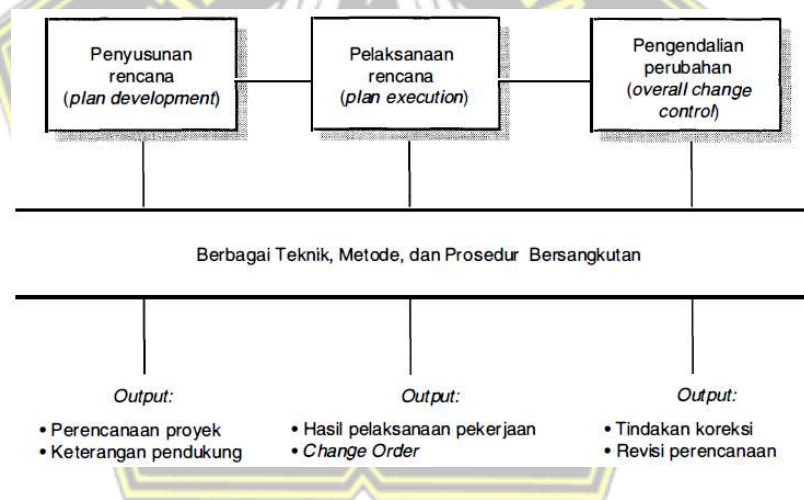 Penyusunan
rencana
(plan development)
Pelaksanaan
rencana
(plan execution)
Pengendalian
perubahan
(overall change
control)
Berbagai Teknik, Metode, dan Prosedur Bersangkutan
Output:
• Perencanaan proyek
• Keterangan pendukung
Output:
• Hasil pelaksanaan pekerjaan
• Change Order
Output:
• Tindakan koreksi
• Revisi perencanaan